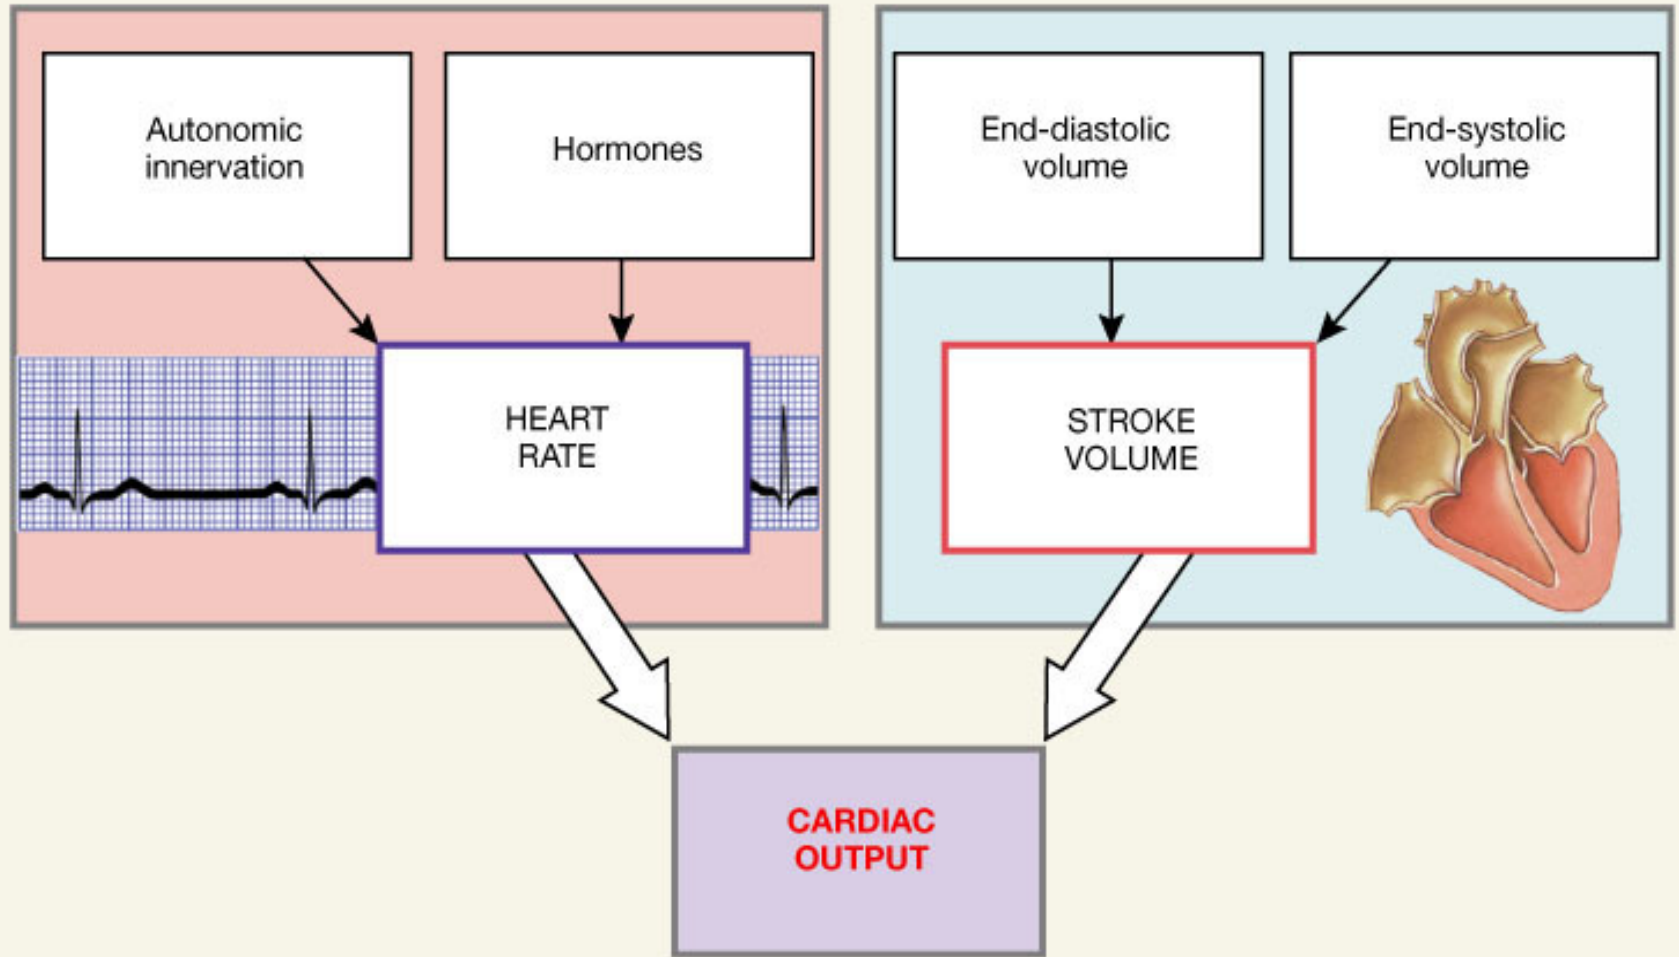 Autonomic
innervation
Hormones
End-diastolic
volume
End-systolic
volume
HEART
RATE
STROKE
VOLUME
CARDIAC
OUTPUT